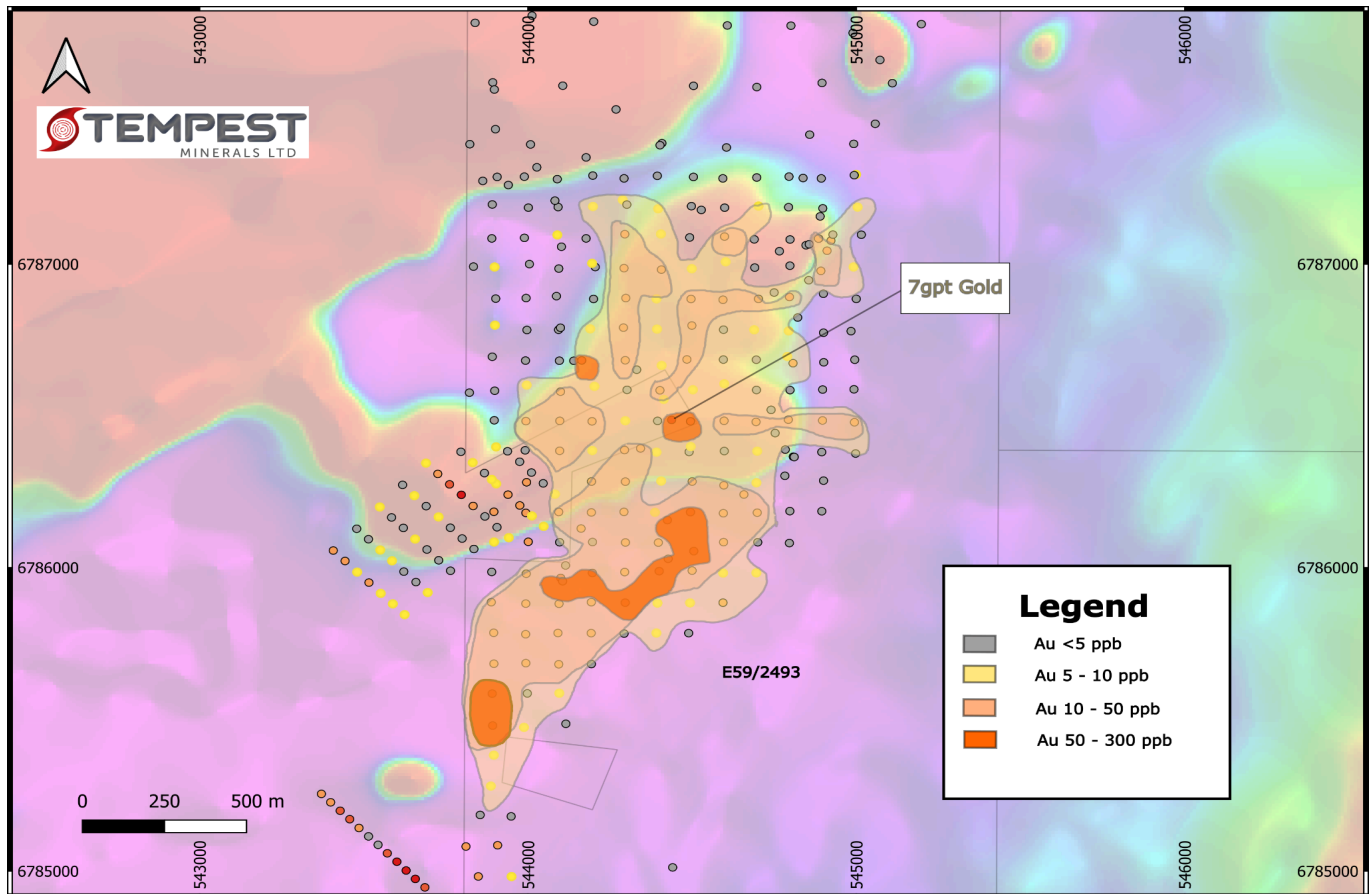 543000
544000
545000
546000
TEMPEST
MINERALS LTD
6787000
6787000
7gpt Gold
6786000
6786000
Legend
Au <5 ppb
Au 5 - 10 ppb
Au 10 - 50 ppb
Au 50 - 300 ppb
E59/2493
0 250 500 m
6785000
6785000
543000
544000
545000
546000